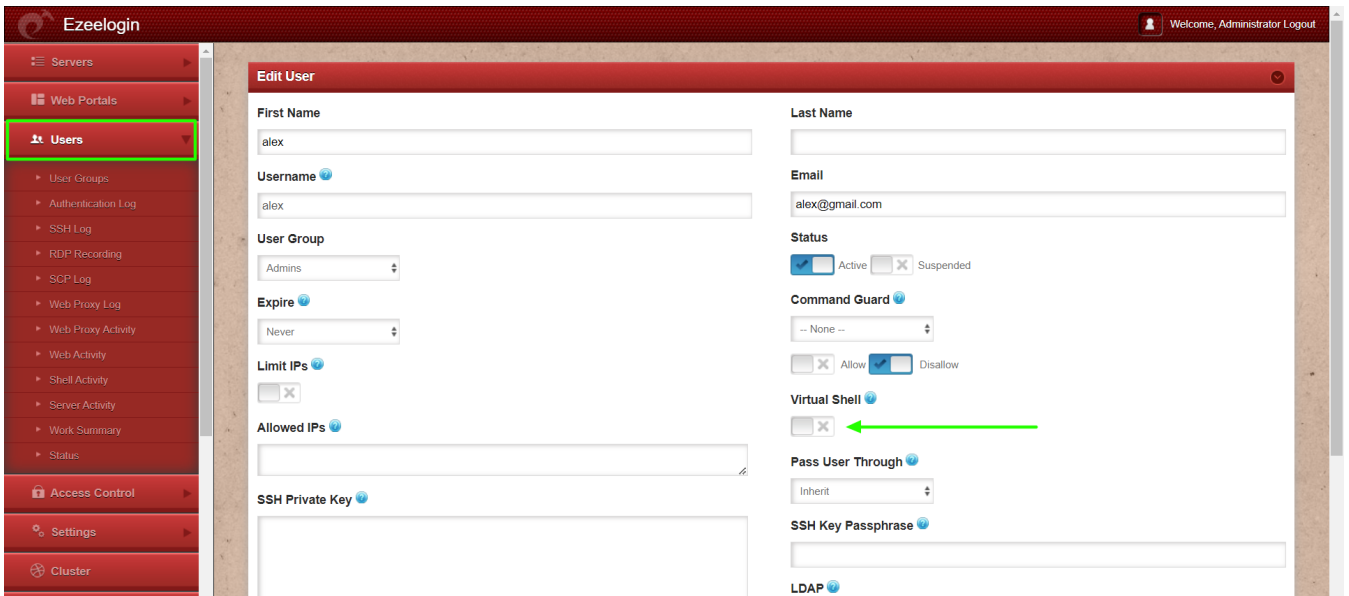 Ezeelogin
Welcome, Administrator Logout
Servers
Web Portals
Users
User Groups
Authentication Log
SSH Log
RDP Recording
SCP Log
Web Proxy Log
Web Proxy Activity
Web Activity
Shell Activity
Server Activity
Work Summary
Status
Access Control
Settings
Cluster
Edit User
First Name
alex
Username
alex
User Group
Admins
Expire
Never
Limit IPs
Allowed IPs
SSH Private Key
Last Name
Email
alex@gmail.com
Status
Active Suspended
Command Guard
-- None --
Allow Disallow
Virtual Shell
Pass User Through
Inherit
SSH Key Passphrase
LDAP